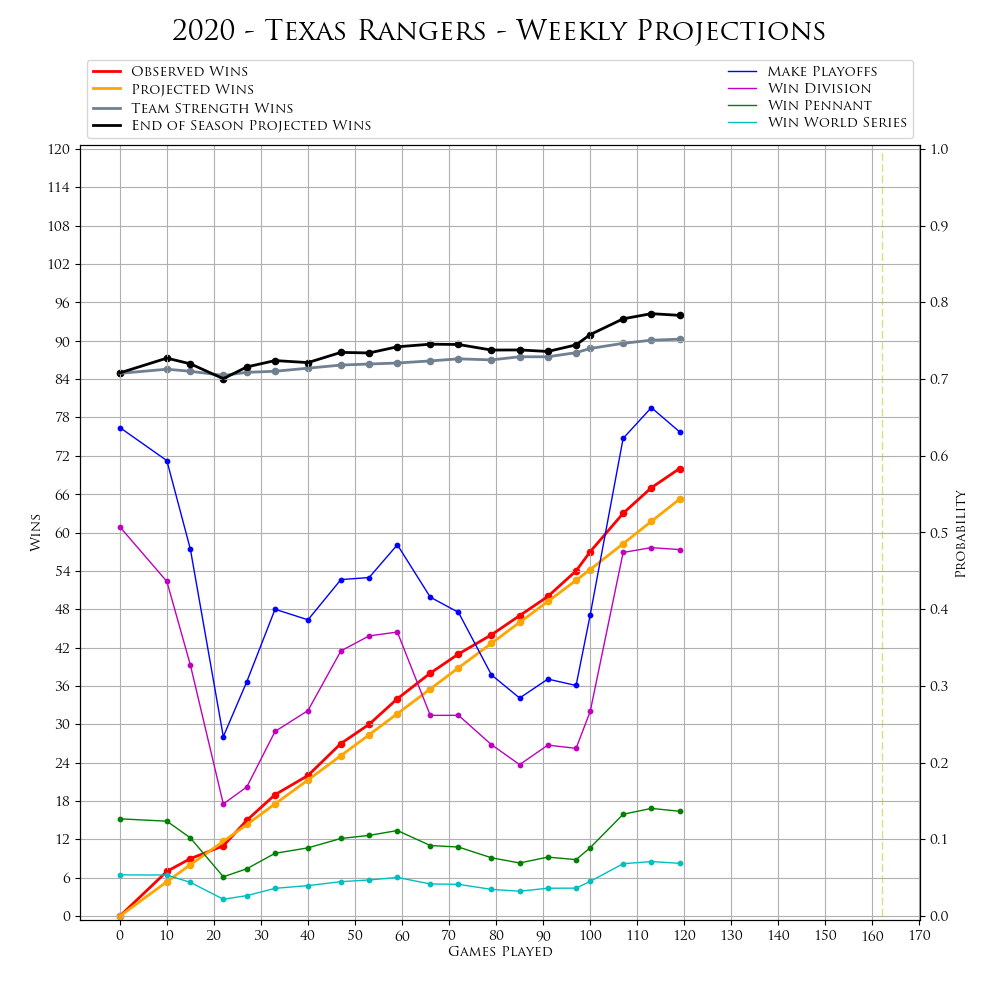 2020 - Texas Rangers - Weekly Projections
Observed Wins
Projected Wins
Team Strength Wins
End of Season Projected Wins
Make Playoffs
Win Division
Win Pennant
Win World Series
120
114
108
102
96
90
84
78
72
66
60
54
48
42
36
30
24
18
12
6
0
Wins
1.0
0.9
0.8
0.7
0.6
0.5
0.4
0.3
0.2
0.1
0.0
Probability
0 10 20 30 40 50 60 70 80 90 100 110 120 130 140 150 160 170
Games Played